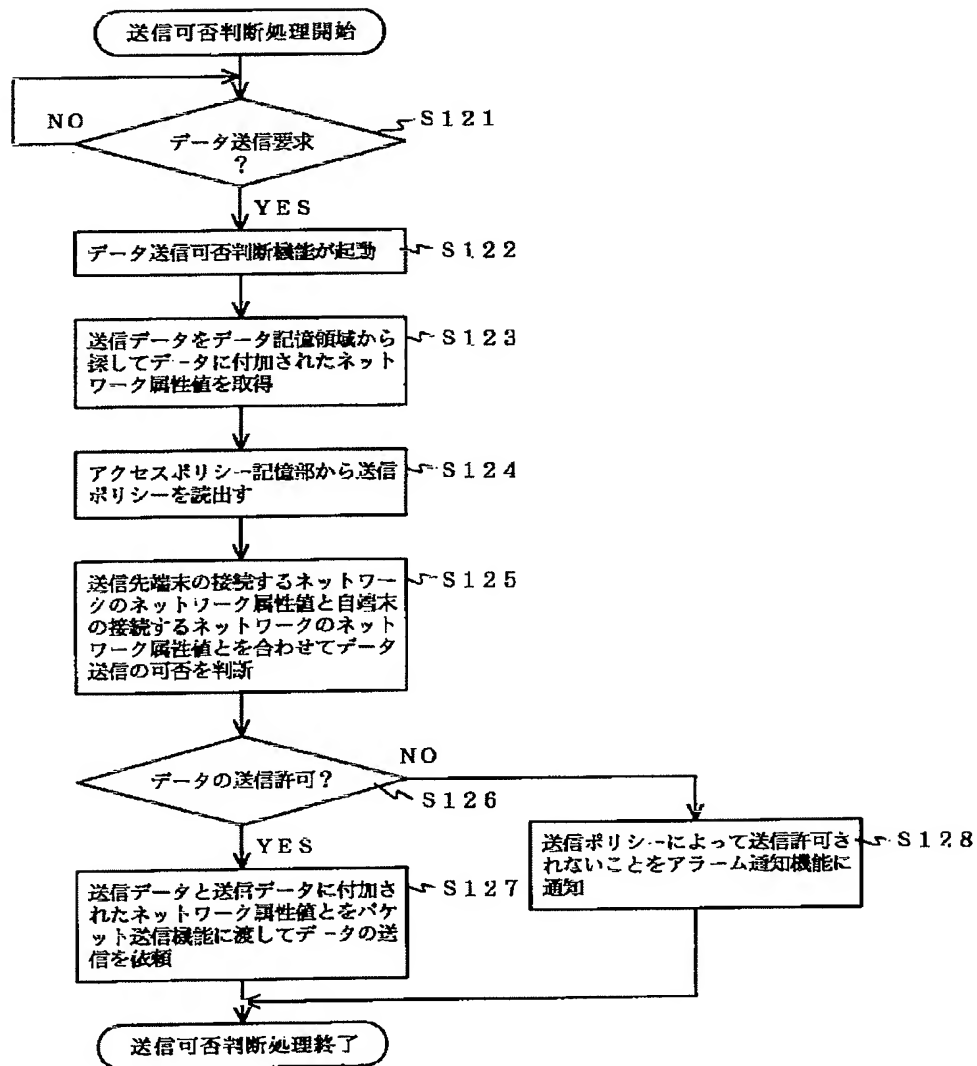 送信可否判断処理開始
NO
S121
データ送信要求
?
YES
データ送信可否判断機能が起動
S122
送信データをデータ記憶領域から
探してデータに付加されたネット
ワーク属性値を取得
S123
アクセスポリシー記憶部から送信
ポリシーを読出す
S124
送信先端末の接続するネットワー
クのネットワーク属性値と自端末
の接続するネットワークのネット
ワーク属性値とを合わせてデータ
送信の可否を判断
S125
NO
データの送信許可?
S126
YES
送信ポリシーによって送信許可さ
れないことをアラーム通知機能に
通知
S128
送信データと送信データに付加さ
れたネットワーク属性値とをパケ
ット送信機能に渡してデータの送
信を依頼
S127
送信可否判断処理終了